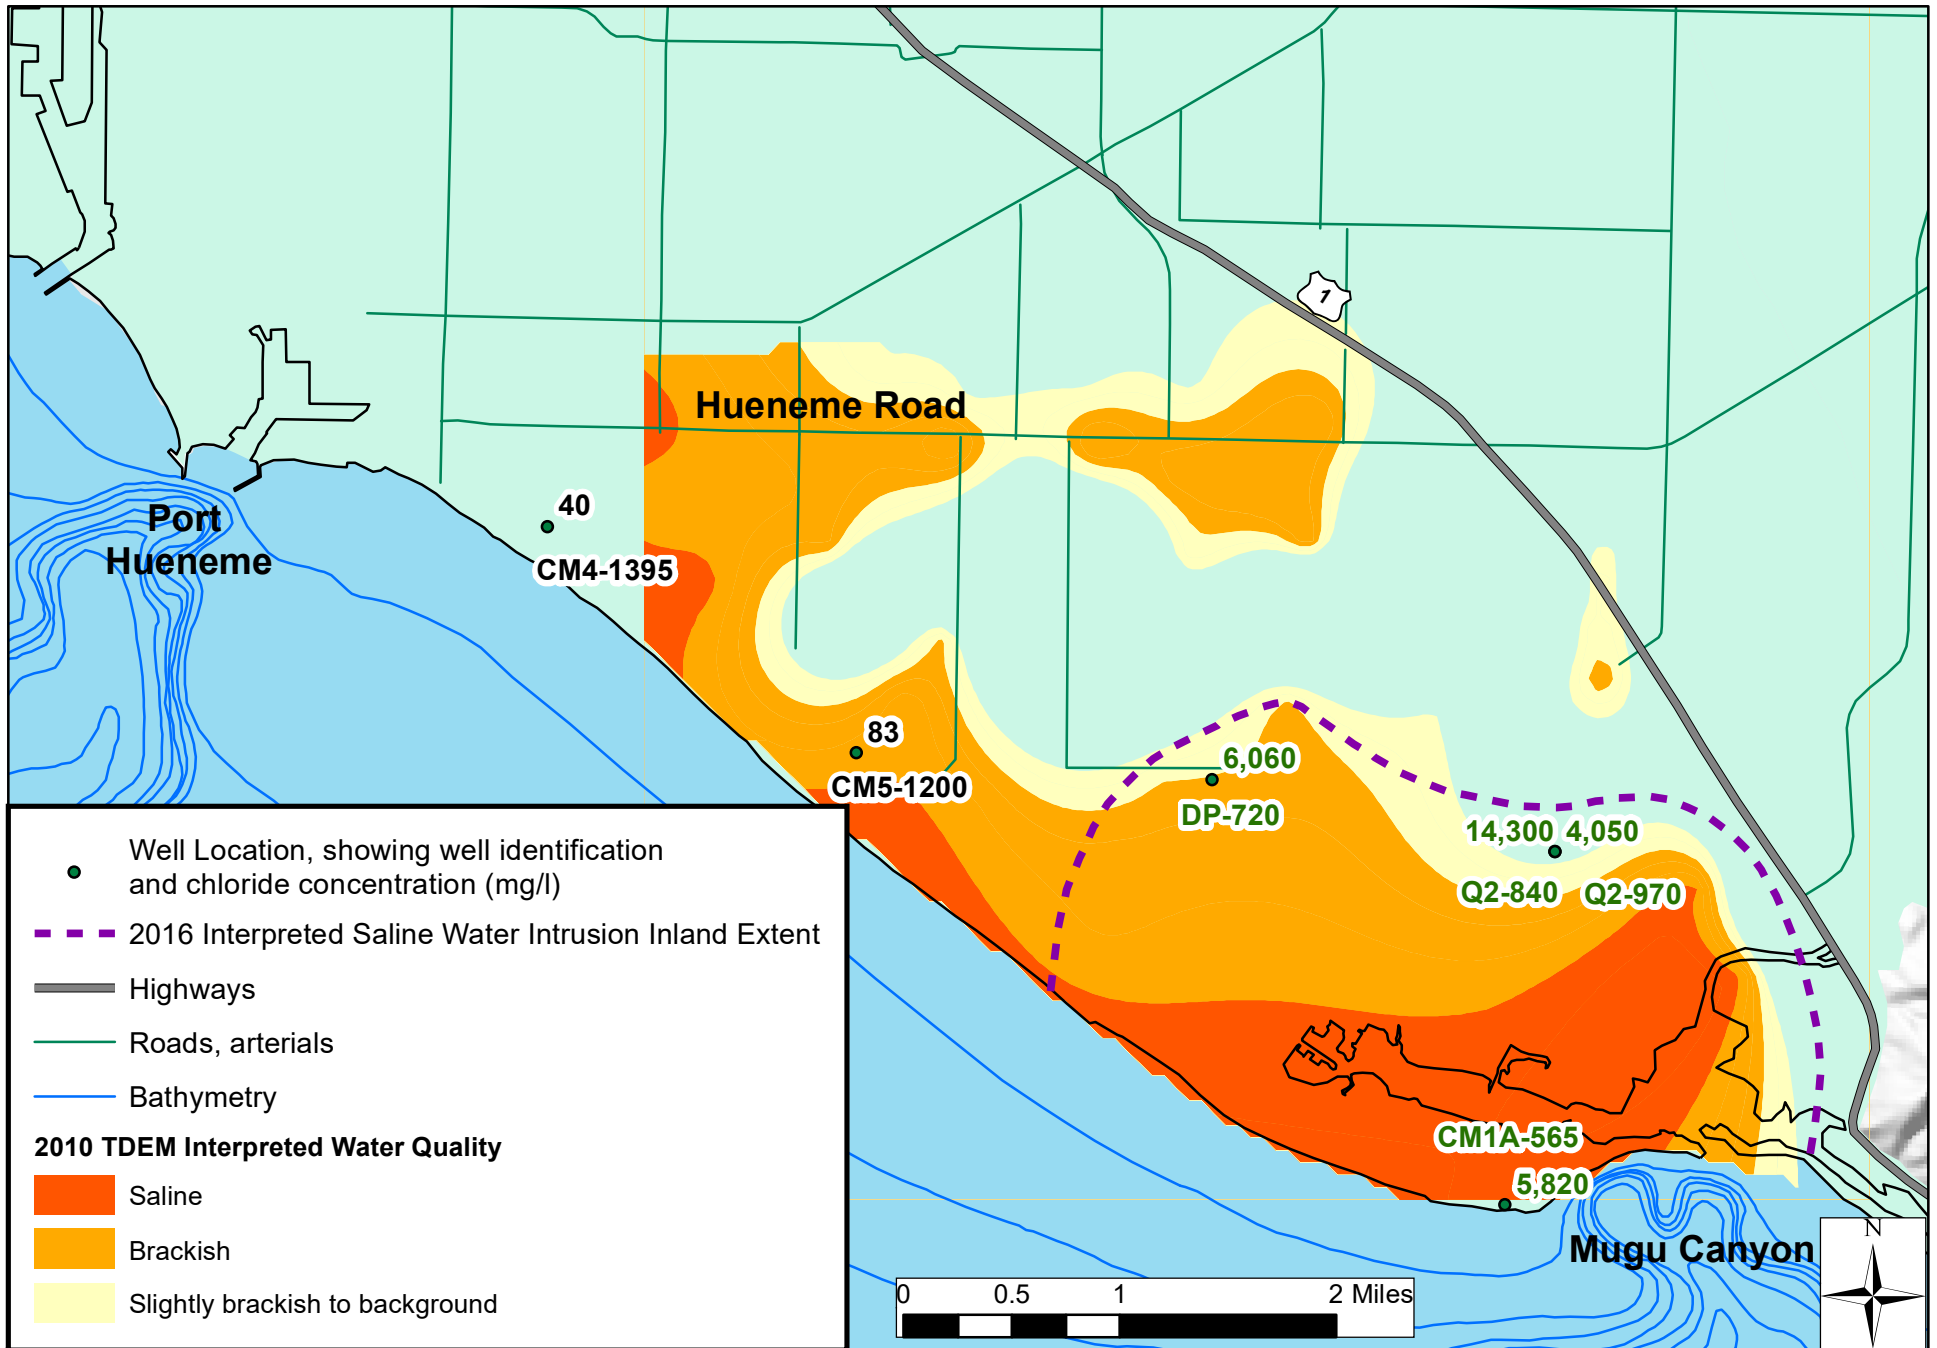 1
Hueneme Road
40
CM4-1395
Port
Hueneme
83
CM5-1200
6,060
DP-720
14,300 4,050
Q2-840 Q2-970
CM1A-565
5,820
Mugu Canyon
N
0 0.5 1 2 Miles
Well Location, showing well identification
and chloride concentration (mg/l)
2016 Interpreted Saline Water Intrusion Inland Extent
Highways
Roads, arterials
Bathymetry
2010 TDEM Interpreted Water Quality
Saline
Brackish
Slightly brackish to background